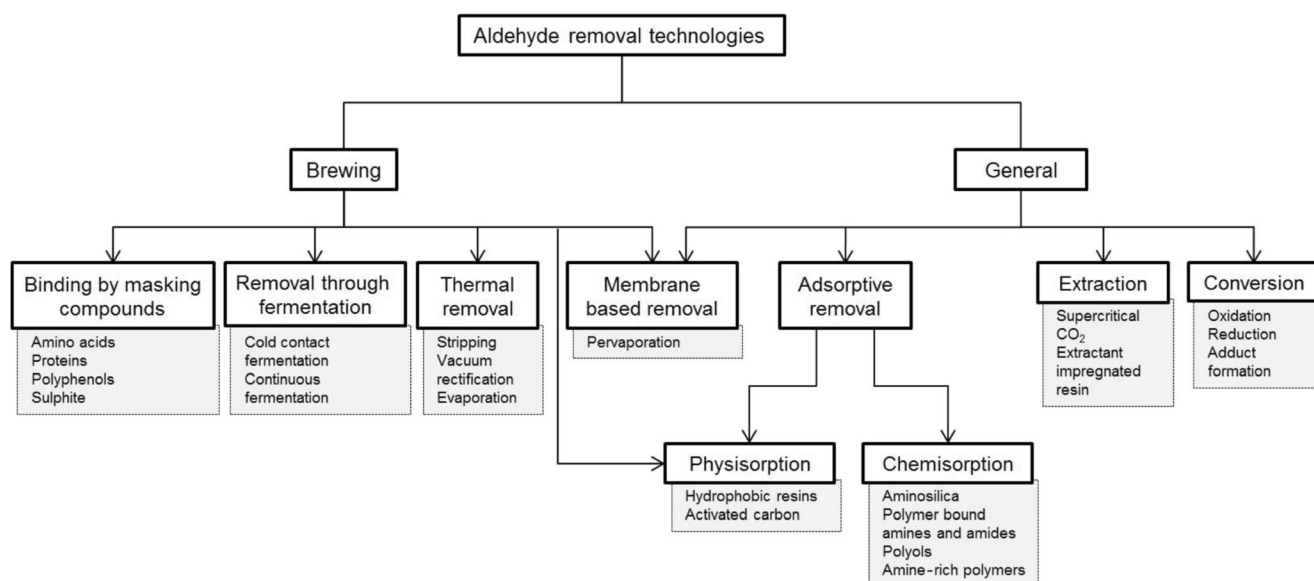 Aldehyde removal technologies
Brewing
General
Binding by masking
compounds
Amino acids
Proteins
Polyphenols
Sulphite
Removal through
fermentation
Cold contact
fermentation
Continuous
fermentation
Thermal
removal
Stripping
Vacuum
rectification
Evaporation
Membrane
based removal
Pervaporation
Adsorptive
removal
Extraction
Supercritical
CO₂
Extractant
impregnated
resin
Conversion
Oxidation
Reduction
Adduct
formation
Physisorption
Hydrophobic resins
Activated carbon
Chemisorption
Aminosilica
Polymer bound
amines and amides
Polyols
Amine-rich polymers